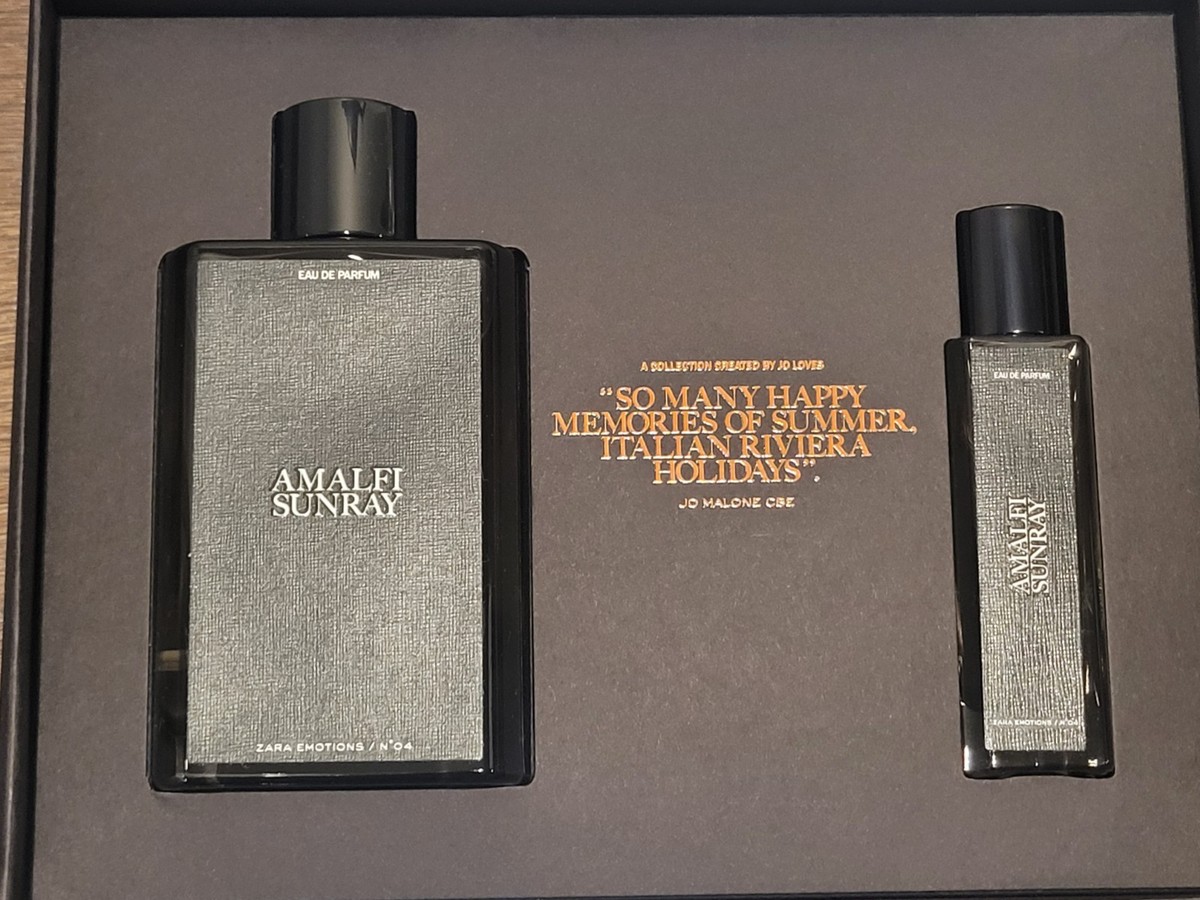 EAU DE PARFUM
AMALFI
SUNRAY
ZARA EMOTIONS / N°04
A COLLECTION CREATED BY JO LOVES
“SO MANY HAPPY
MEMORIES OF SUMMER,
ITALIAN RIVIERA
HOLIDAYS”.
JO MALONE CBE
EAU DE PARFUM
AMALFI
SUNRAY
ZARA EMOTIONS / N°04